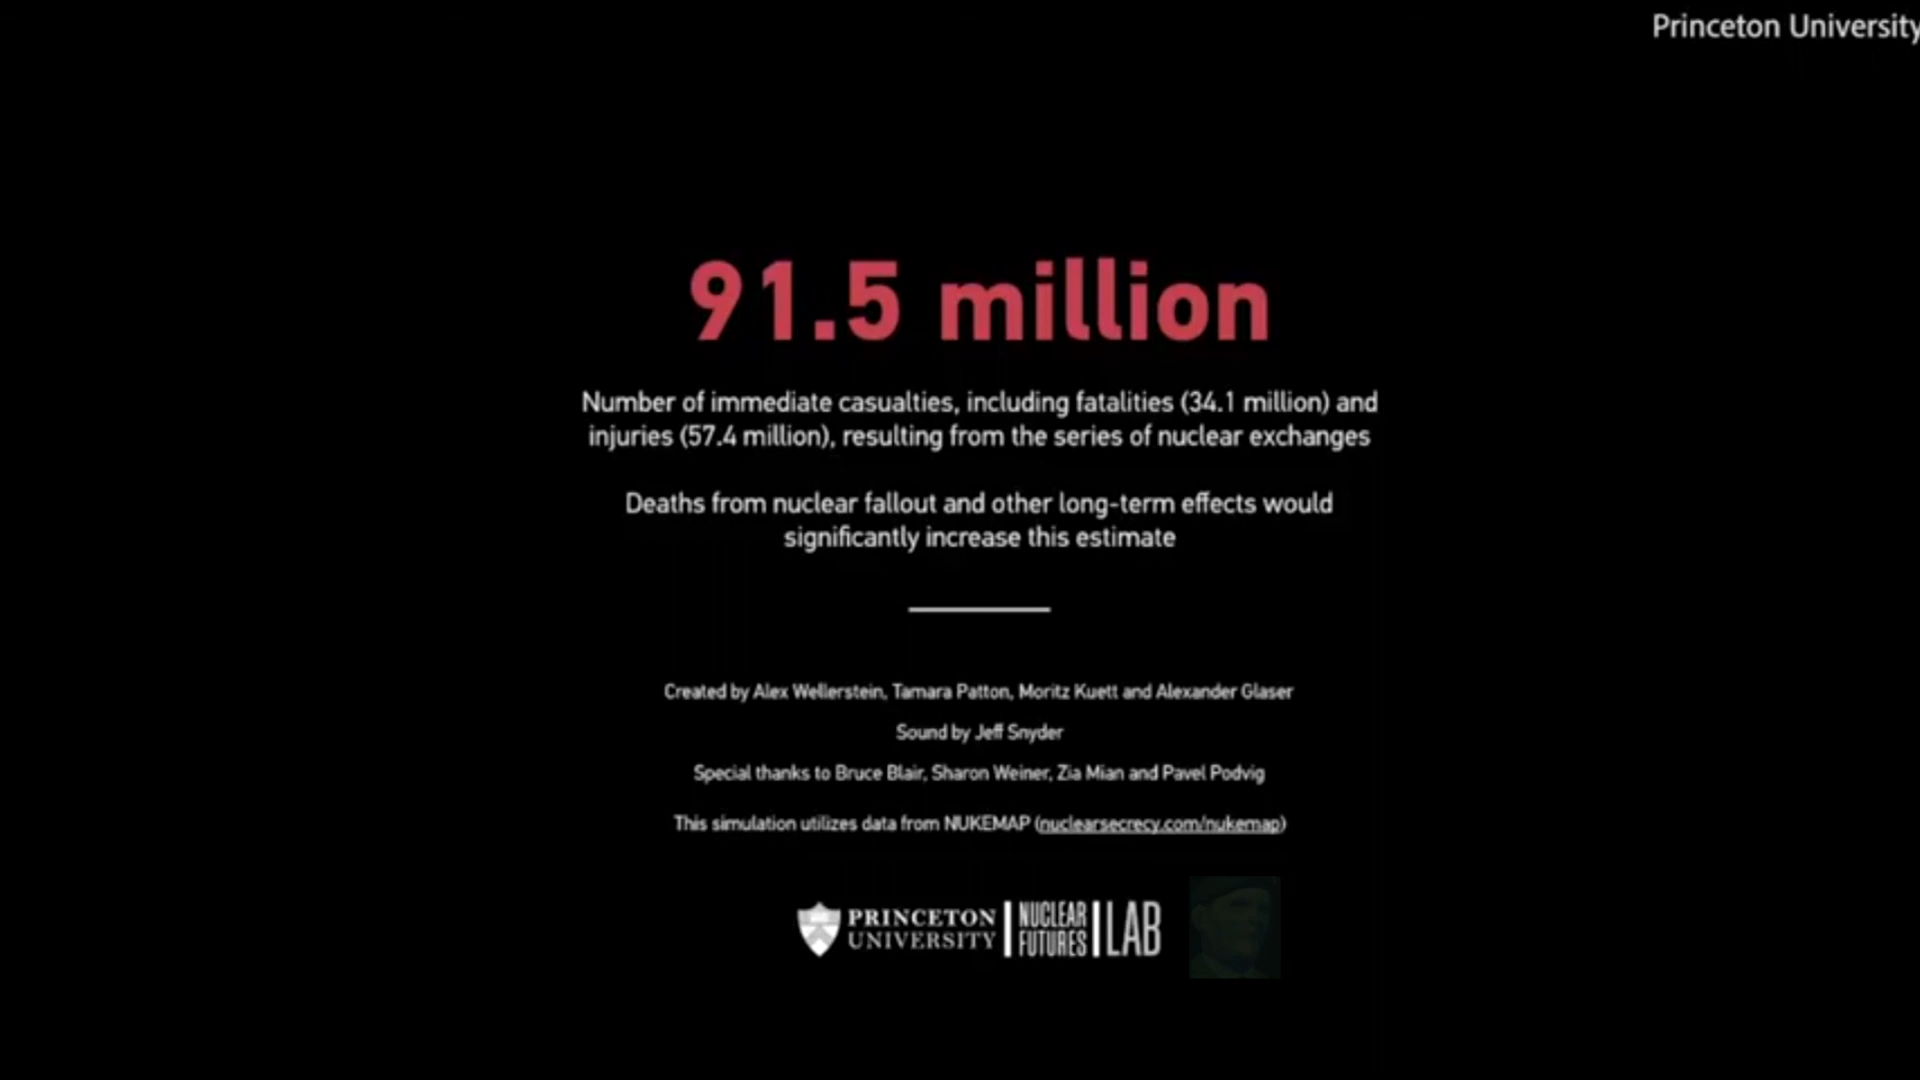 Princeton University
91.5 million
Number of immediate casualties, including fatalities (34.1 million) and
injuries (57.4 million), resulting from the series of nuclear exchanges
Deaths from nuclear fallout and other long-term effects would
significantly increase this estimate
Created by Alex Wellerstein, Tamara Patton, Moritz Kuett and Alexander Glaser
Sound by Jeff Snyder
Special thanks to Bruce Blair, Sharon Weiner, Zia Mian and Pavel Podvig
This simulation utilizes data from NUKEMAP (nuclearsecrecy.com/nukemap)
PRINCETON UNIVERSITY
NUCLEAR FUTURES LAB